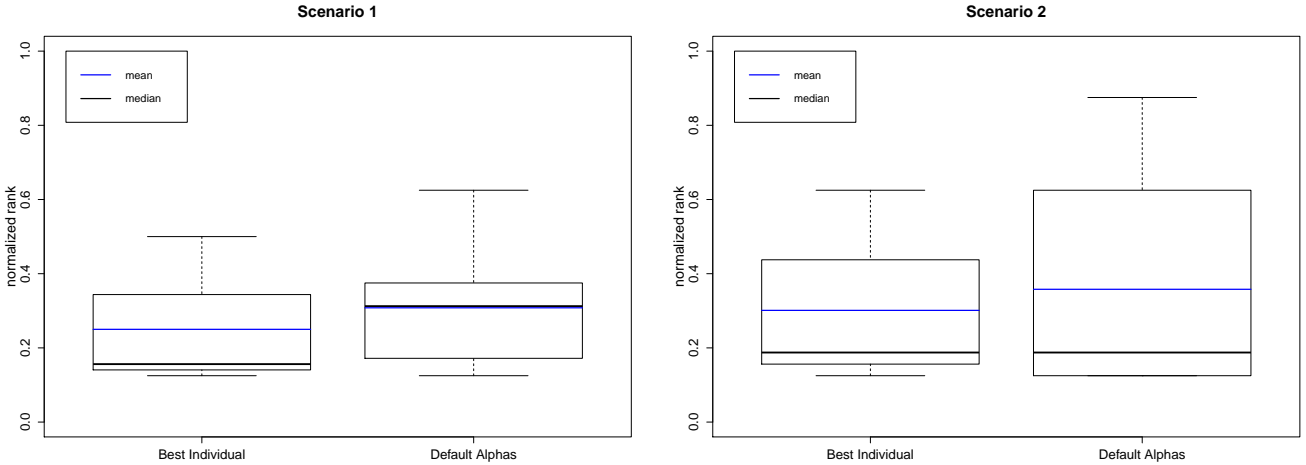 Scenario 1
1.0
mean
median
0.8
0.6
normalized rank
0.4
0.2
0.0
Best Individual
Default Alphas
Scenario 2
1.0
mean
median
0.8
0.6
normalized rank
0.4
0.2
0.0
Best Individual
Default Alphas